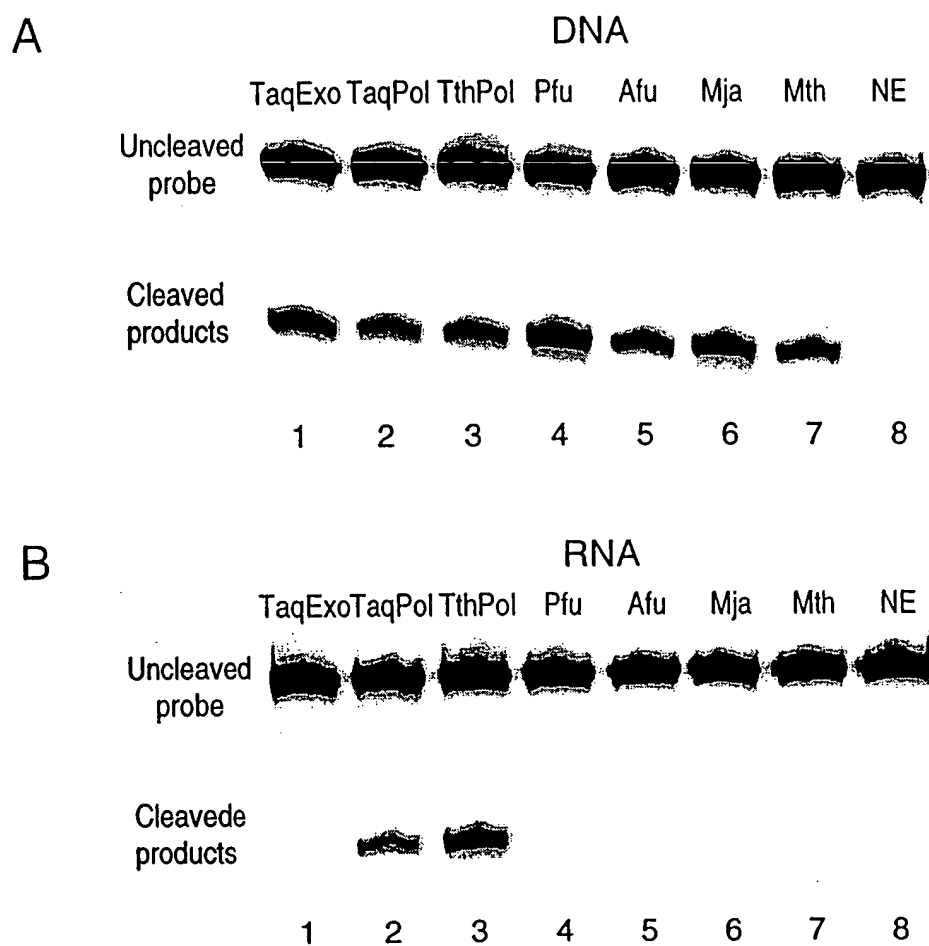 A
DNA
TaqExo TaqPol TthPol Pfu Afu Mja Mth NE
Uncleaved
probe
Cleaved
products
1 2 3 4 5 6 7 8
B
RNA
TaqExoTaqPol TthPol Pfu Afu Mja Mth NE
Uncleaved
probe
Cleavede
products
1 2 3 4 5 6 7 8